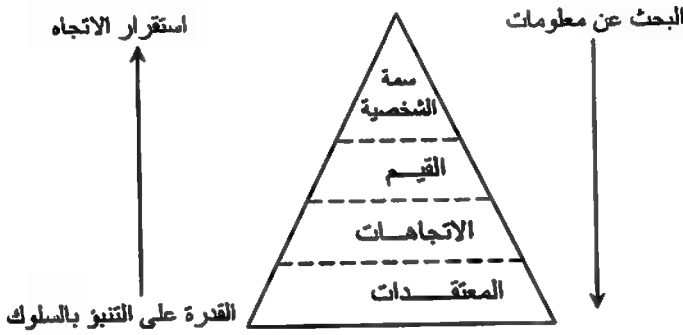 البحث عن معلومات
استقرار الاتجاه
سمة
الشخصية
القيـــم
الاتجاهـــات
المعتقـــدات
القدرة على التنبؤ بالسلوك